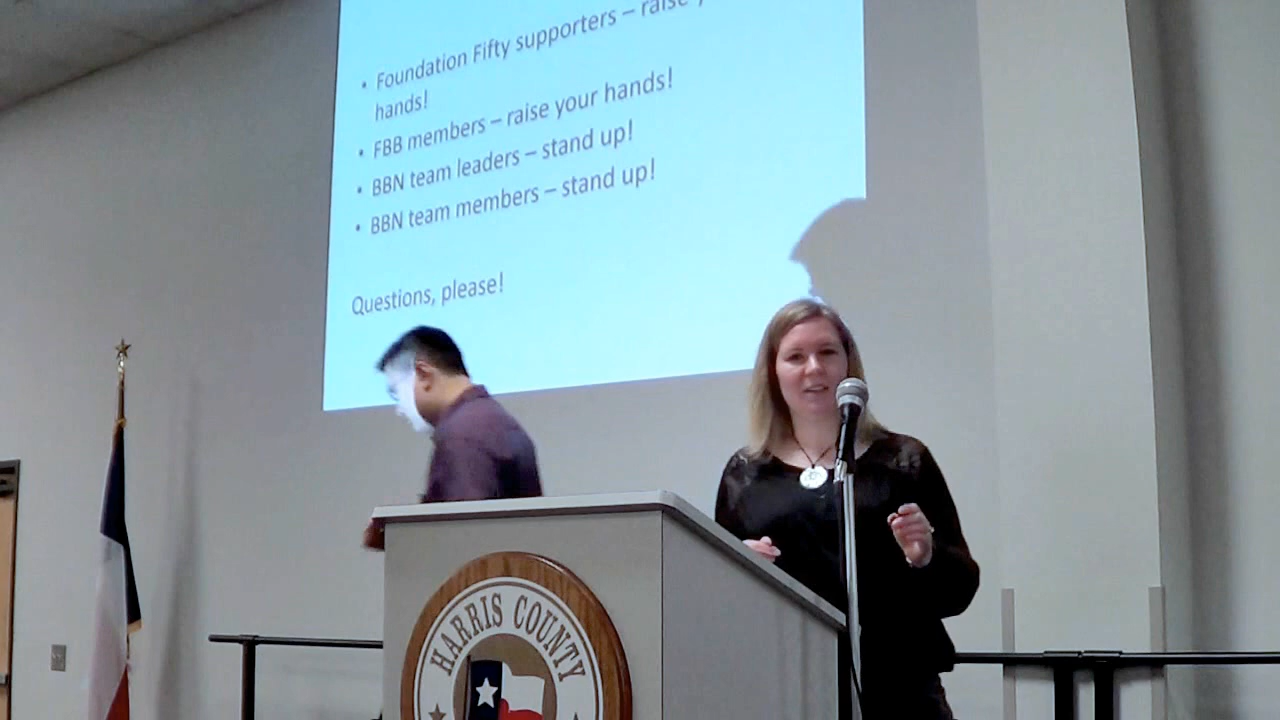 • Foundation Fifty supporters – raise
hands!
• FBB members – raise your hands!
• BBN team leaders – stand up!
• BBN team members – stand up!
Questions, please!
HARRIS COUNTY